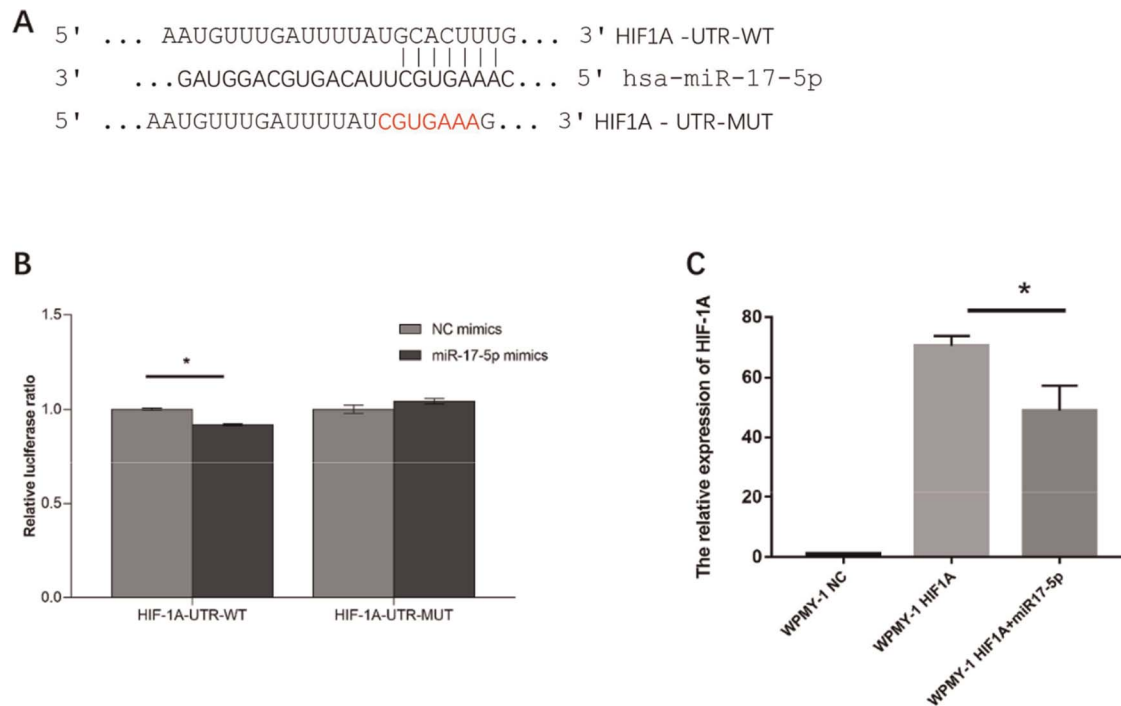 A
5' ... AAUGUUUGAUUUUAUGCACUUUG... 3' HIF1A -UTR-WT
3' ...GAUGGACGUGACAUUCGUGAAAC... 5' hsa-miR-17-5p
5' ...AAUGUUUGAUUUUAUCGUGAAAG... 3' HIF1A - UTR-MUT
B
Relative luciferase ratio
1.5
1.0
0.5
0.0
*
NC mimics
miR-17-5p mimics
HIF-1A-UTR-WT
HIF-1A-UTR-MUT
C
The relative expression of HIF-1A
80
60
40
20
0
*
WPMY-1 NC
WPMY-1 HIF1A
WPMY-1 HIF1A+miR17-5p